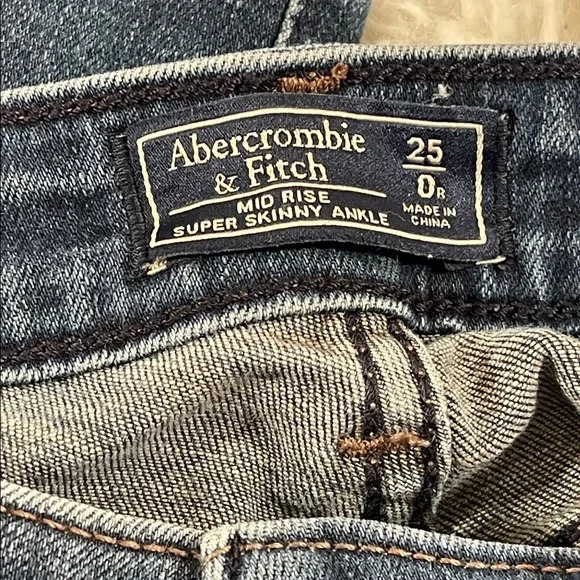 Abercrombie
& Fitch
MID RISE
SUPER SKINNY ANKLE
25
0R
MADE IN
CHINA